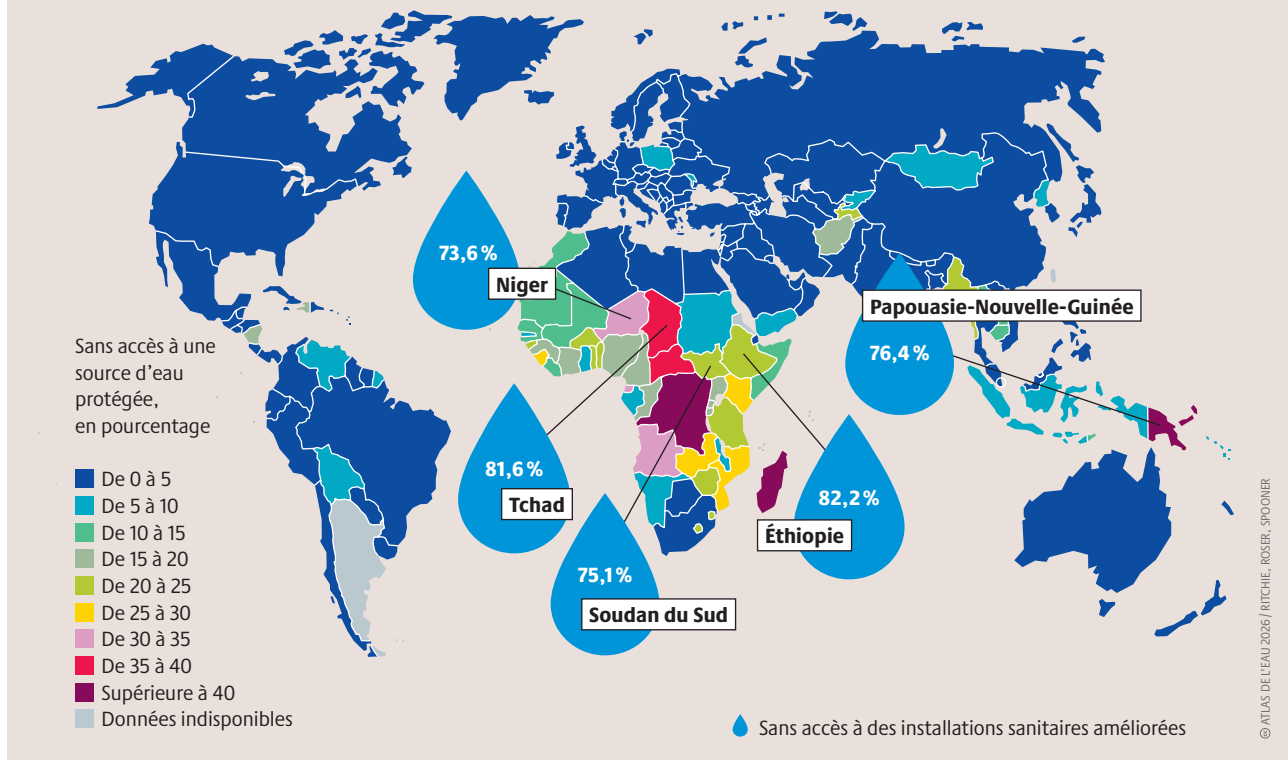 73,6 %
Niger
Papouasie-Nouvelle-Guinée
76,4 %
Sans accès à une
source d'eau
protégée,
en pourcentage
De 0 à 5
De 5 à 10
De 10 à 15
De 15 à 20
De 20 à 25
De 25 à 30
De 30 à 35
De 35 à 40
Supérieure à 40
Données indisponibles
81,6 %
Tchad
82,2 %
Éthiopie
75,1 %
Soudan du Sud
Sans accès à des installations sanitaires améliorées
ATLAS DE L'EAU 2026 / RITCHIE, ROSER, SPOONER